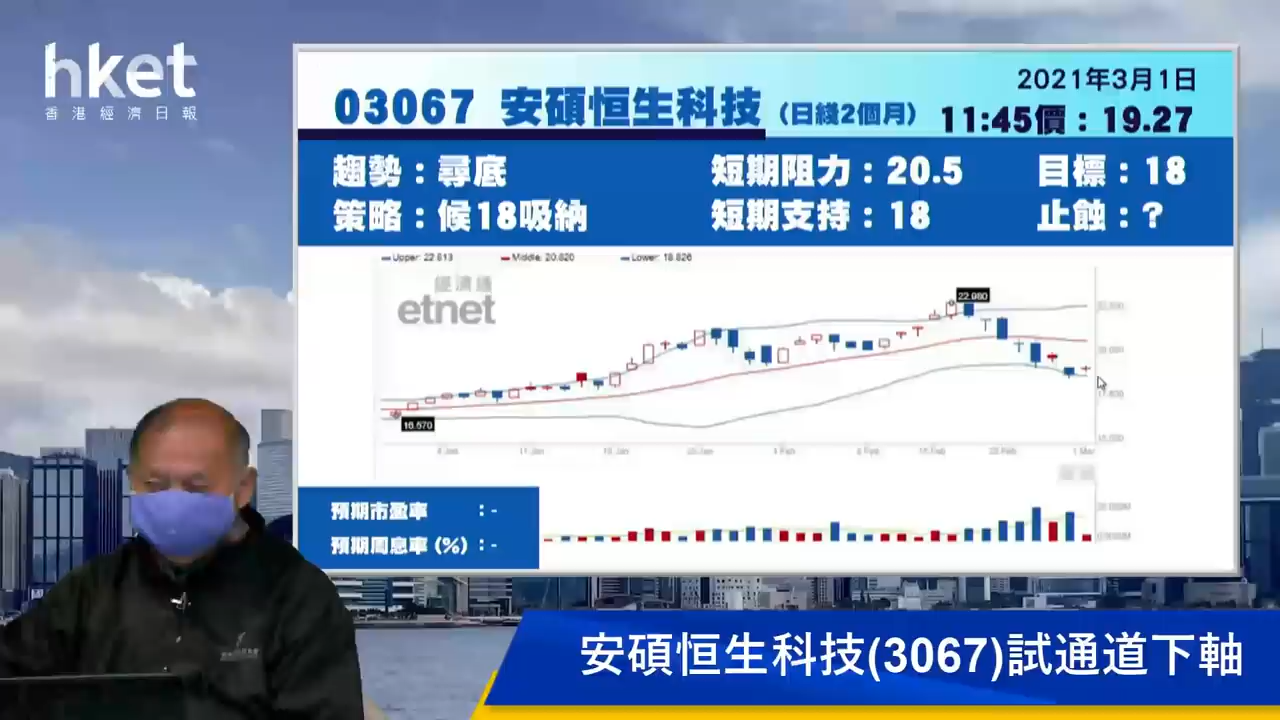 hket
香港經濟日報
2021年3月1日
03067 安碩恒生科技 (日綫2個月) 11:45價：19.27
趨勢：尋底 短期阻力：20.5 目標：18
策略：候18吸納 短期支持：18 止蝕：?
Upper: 22.813 Middle: 20.820 Lower: 18.826
經濟通
etnet
22.980
16.570
預期市盈率 ：-
預期周息率 (%) ：-
安碩恒生科技(3067)試通道下軸